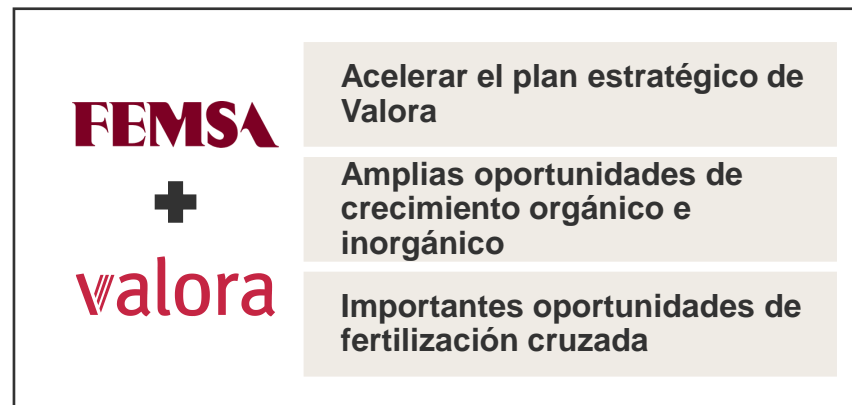 FEMSA
+
valora
Acelerar el plan estratégico de
Valora
Amplias oportunidades de
crecimiento orgánico e
inorgánico
Importantes oportunidades de
fertilización cruzada